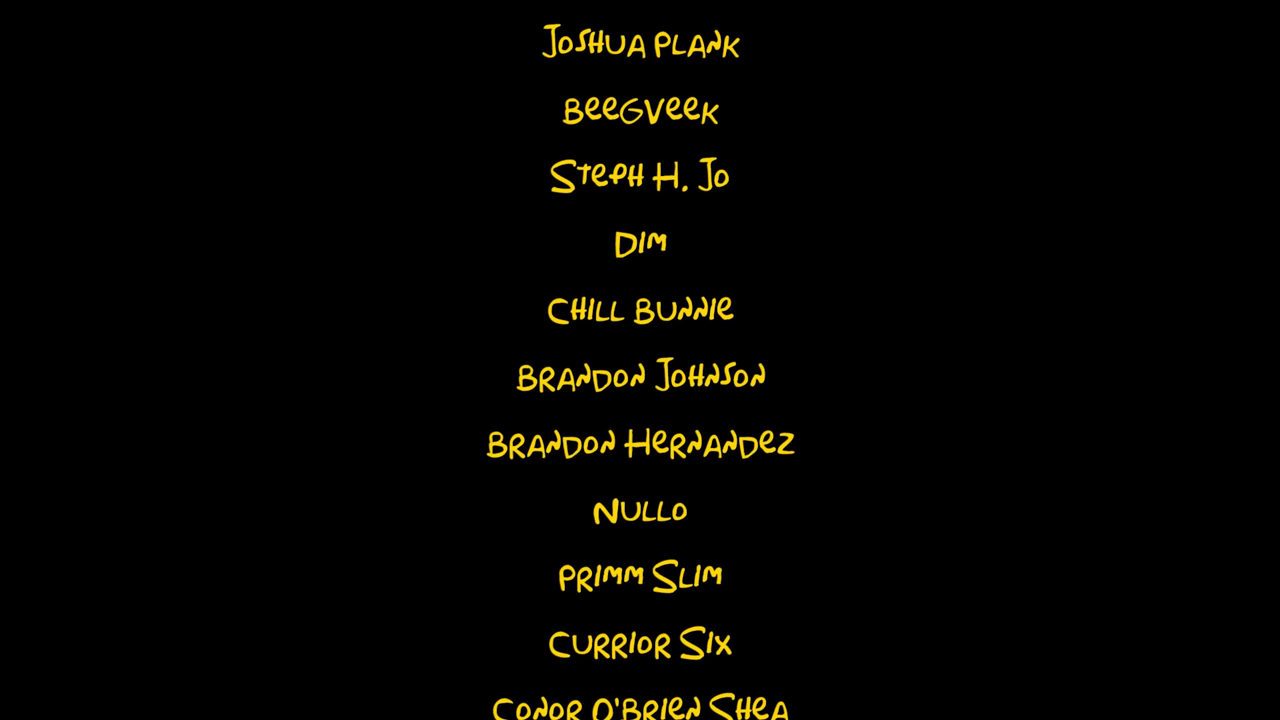 Joshua Plank
Beegveek
Steph H. Jo
Dim
Chill Bunnie
Brandon Johnson
Brandon Hernandez
Nullo
Primm Slim
Currior Six
Conor O'Brien Shea